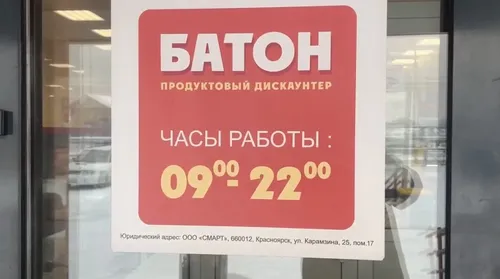 БАТОН
ПРОДУКТОВЫЙ ДИСКАУНТЕР
ЧАСЫ РАБОТЫ :
09⁰⁰- 22⁰⁰
Юридический адрес: ООО «СМАРТ», 660012, Красноярск, ул. Карамзина, 25, пом.17